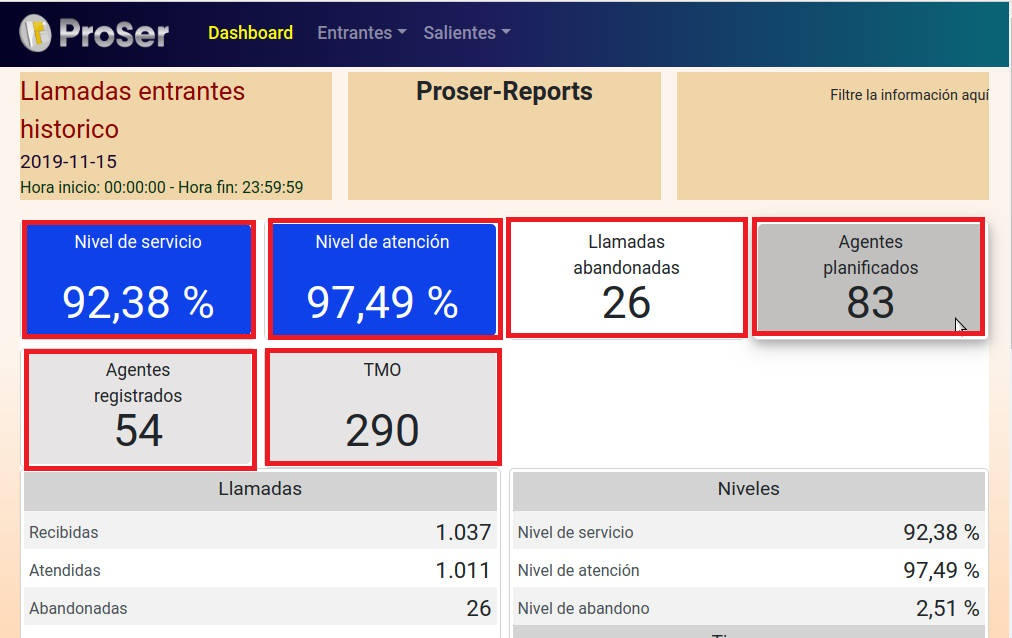 ProSer Dashboard Entrantes Salientes
Llamadas entrantes
historico
2019-11-15
Hora inicio: 00:00:00 - Hora fin: 23:59:59
Proser-Reports
Filtre la información aquí
Nivel de servicio
92,38 %
Nivel de atención
97,49 %
Llamadas
abandonadas
26
Agentes
planificados
83
Agentes
registrados
54
TMO
290
Llamadas
Recibidas 1.037
Atendidas 1.011
Abandonadas 26
Niveles
Nivel de servicio 92,38 %
Nivel de atención 97,49 %
Nivel de abandono 2,51 %